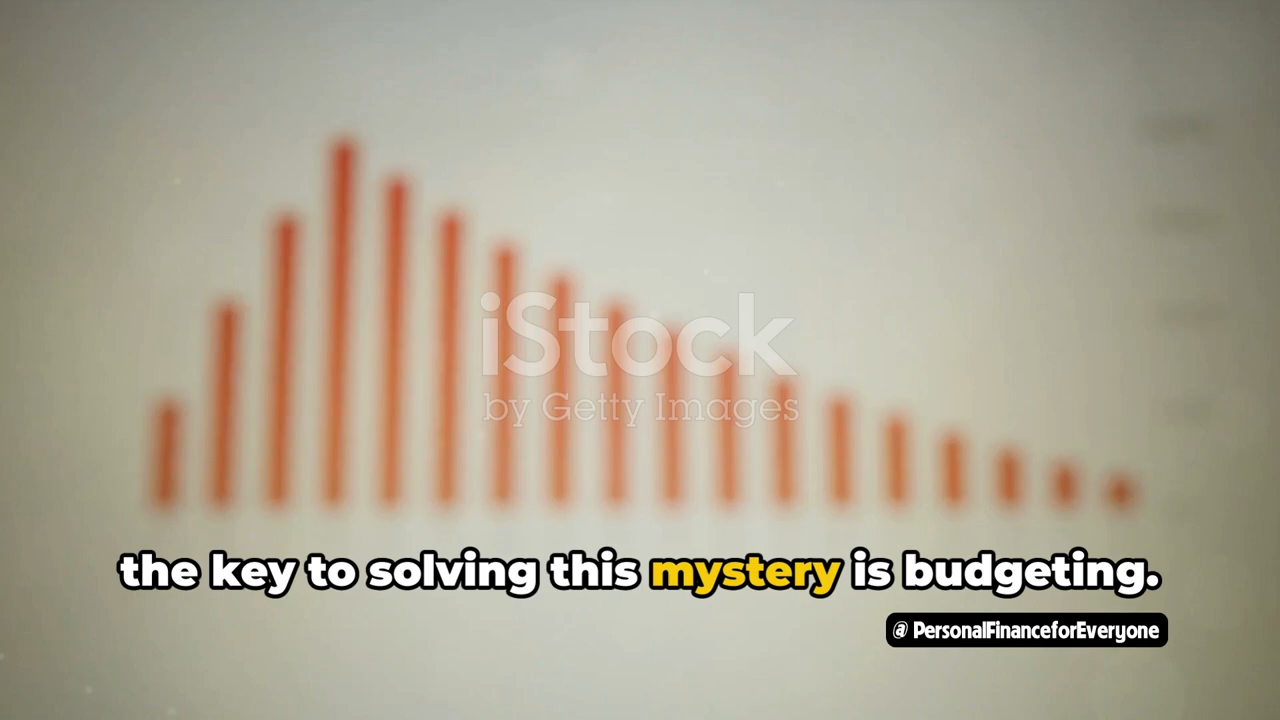 iStock
by Getty Images
the key to solving this mystery is budgeting.
@ PersonalFinanceforEveryone